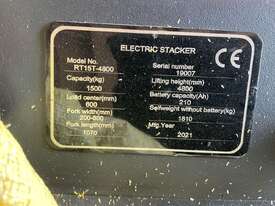 ELECTRIC STACKER
CE
Model No. Serial number
RT15T-4800 19007
Capacity(kg) Lifting height(mm)
1500 4800
Load center(mm) Battery capacity(Ah)
600 210
Fork width(mm) Selfweight without battery(kg)
200-800 1810
Fork length(mm) Mfg.Year
1070 2021